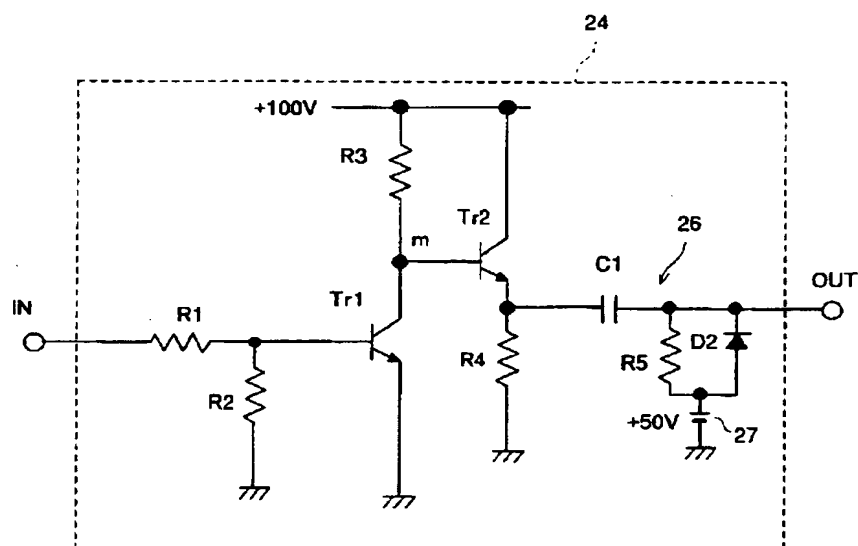 24
+100V
R3
Tr2
m
26
C1
OUT
IN
R1
Tr1
R4
R5
D2
R2
+50V
27